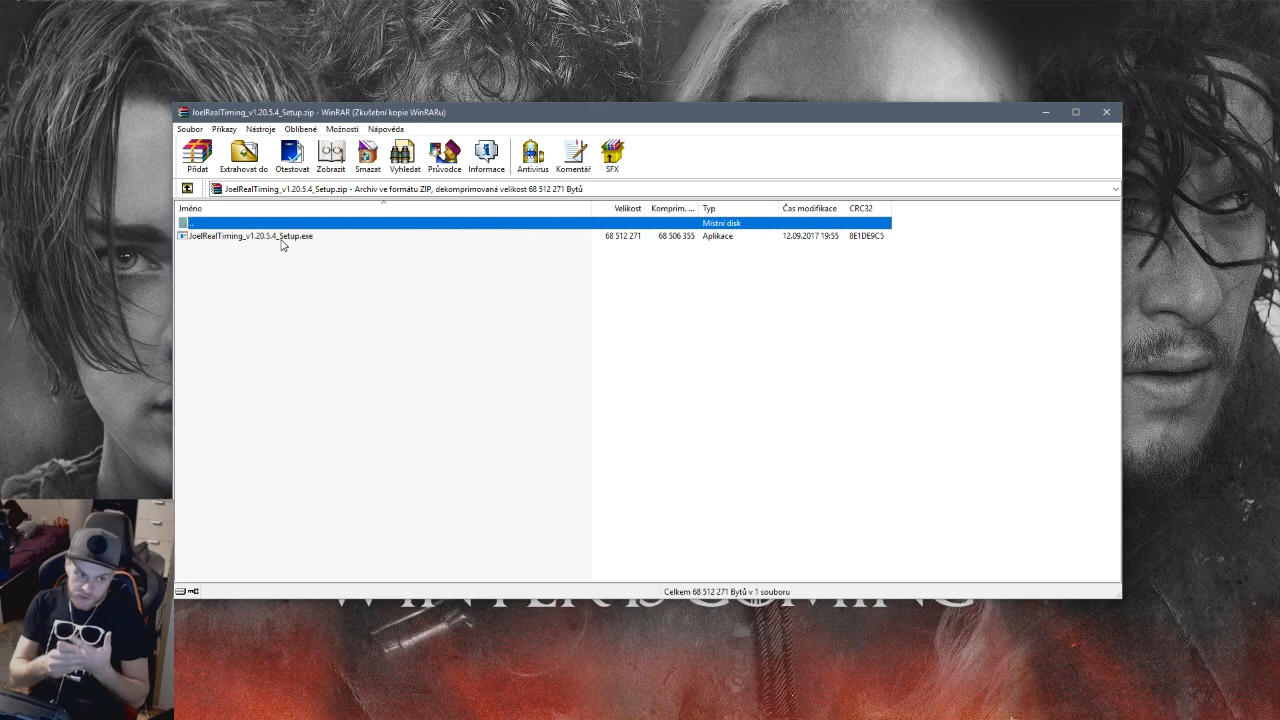 JoelRealTiming_v1.20.5.4_Setup.zip - WinRAR (Zkušební kopie WinRARu)
Soubor Příkazy Nástroje Oblíbené Možnosti Nápověda
Přidat Extrahovat do Otestovat Zobrazit Smazat Vyhledat Průvodce Informace Antivirus Komentář SFX
JoelRealTiming_v1.20.5.4_Setup.zip - Archiv ve formátu ZIP, dekomprimovaná velikost 68 512 271 Bytů
Jméno Velikost Komprim. ... Typ Čas modifikace CRC32
.. Místní disk
JoelRealTiming_v1.20.5.4_Setup.exe 68 512 271 68 506 355 Aplikace 12.09.2017 19:55 8E1DE9C5
Celkem 68 512 271 Bytů v 1 souboru
WINTER IS COMING